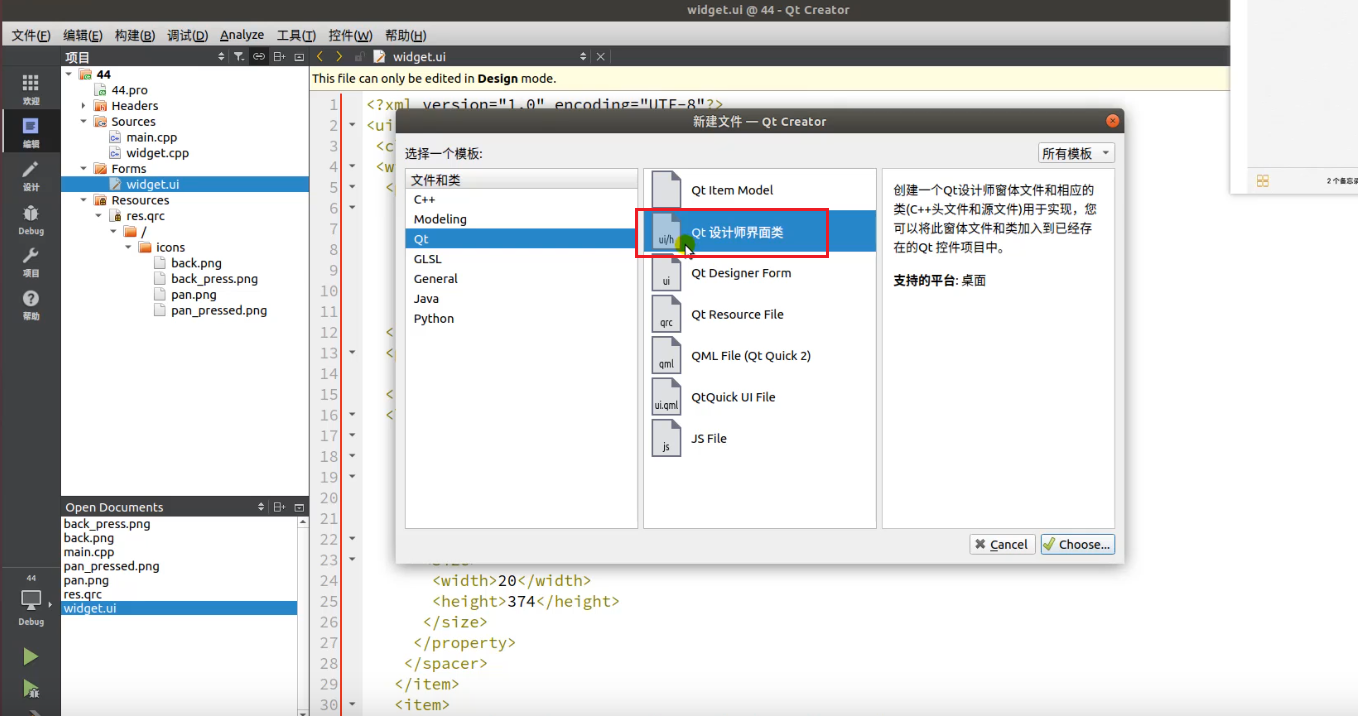 widget.ui @ 44 - Qt Creator
文件(F) 编辑(E) 构建(B) 调试(D) Analyze 工具(T) 控件(W) 帮助(H)
项目
widget.ui
This file can only be edited in Design mode.
欢迎
编辑
设计
Debug
项目
帮助
44
Debug
44
44.pro
Headers
Sources
main.cpp
widget.cpp
Forms
widget.ui
Resources
res.qrc
/
icons
back.png
back_press.png
pan.png
pan_pressed.png
Open Documents
back_press.png
back.png
main.cpp
pan_pressed.png
pan.png
res.qrc
widget.ui
1 <?xml version="1.0" encoding="UTF-8"?>
2 <ui
3 <c
4 <w
5 <
6 <
7
8
9
10
11
12 <
13 <
14
15 <
16 <
17
18
19
20
21
22
23
24 <width>20</width>
25 <height>374</height>
26 </size>
27 </property>
28 </spacer>
29 </item>
30 <item>
新建文件 — Qt Creator
选择一个模板:
所有模板
文件和类
C++
Modeling
Qt
GLSL
General
Java
Python
Qt Item Model
ui/h Qt 设计师界面类
ui Qt Designer Form
qrc Qt Resource File
qml QML File (Qt Quick 2)
ui.qml QtQuick UI File
js JS File
创建一个Qt设计师窗体文件和相应的
类(C++头文件和源文件)用于实现，您
可以将此窗体文件和类加入到已经存
在的Qt 控件项目中。
支持的平台: 桌面
Cancel
Choose...
2 个备忘录